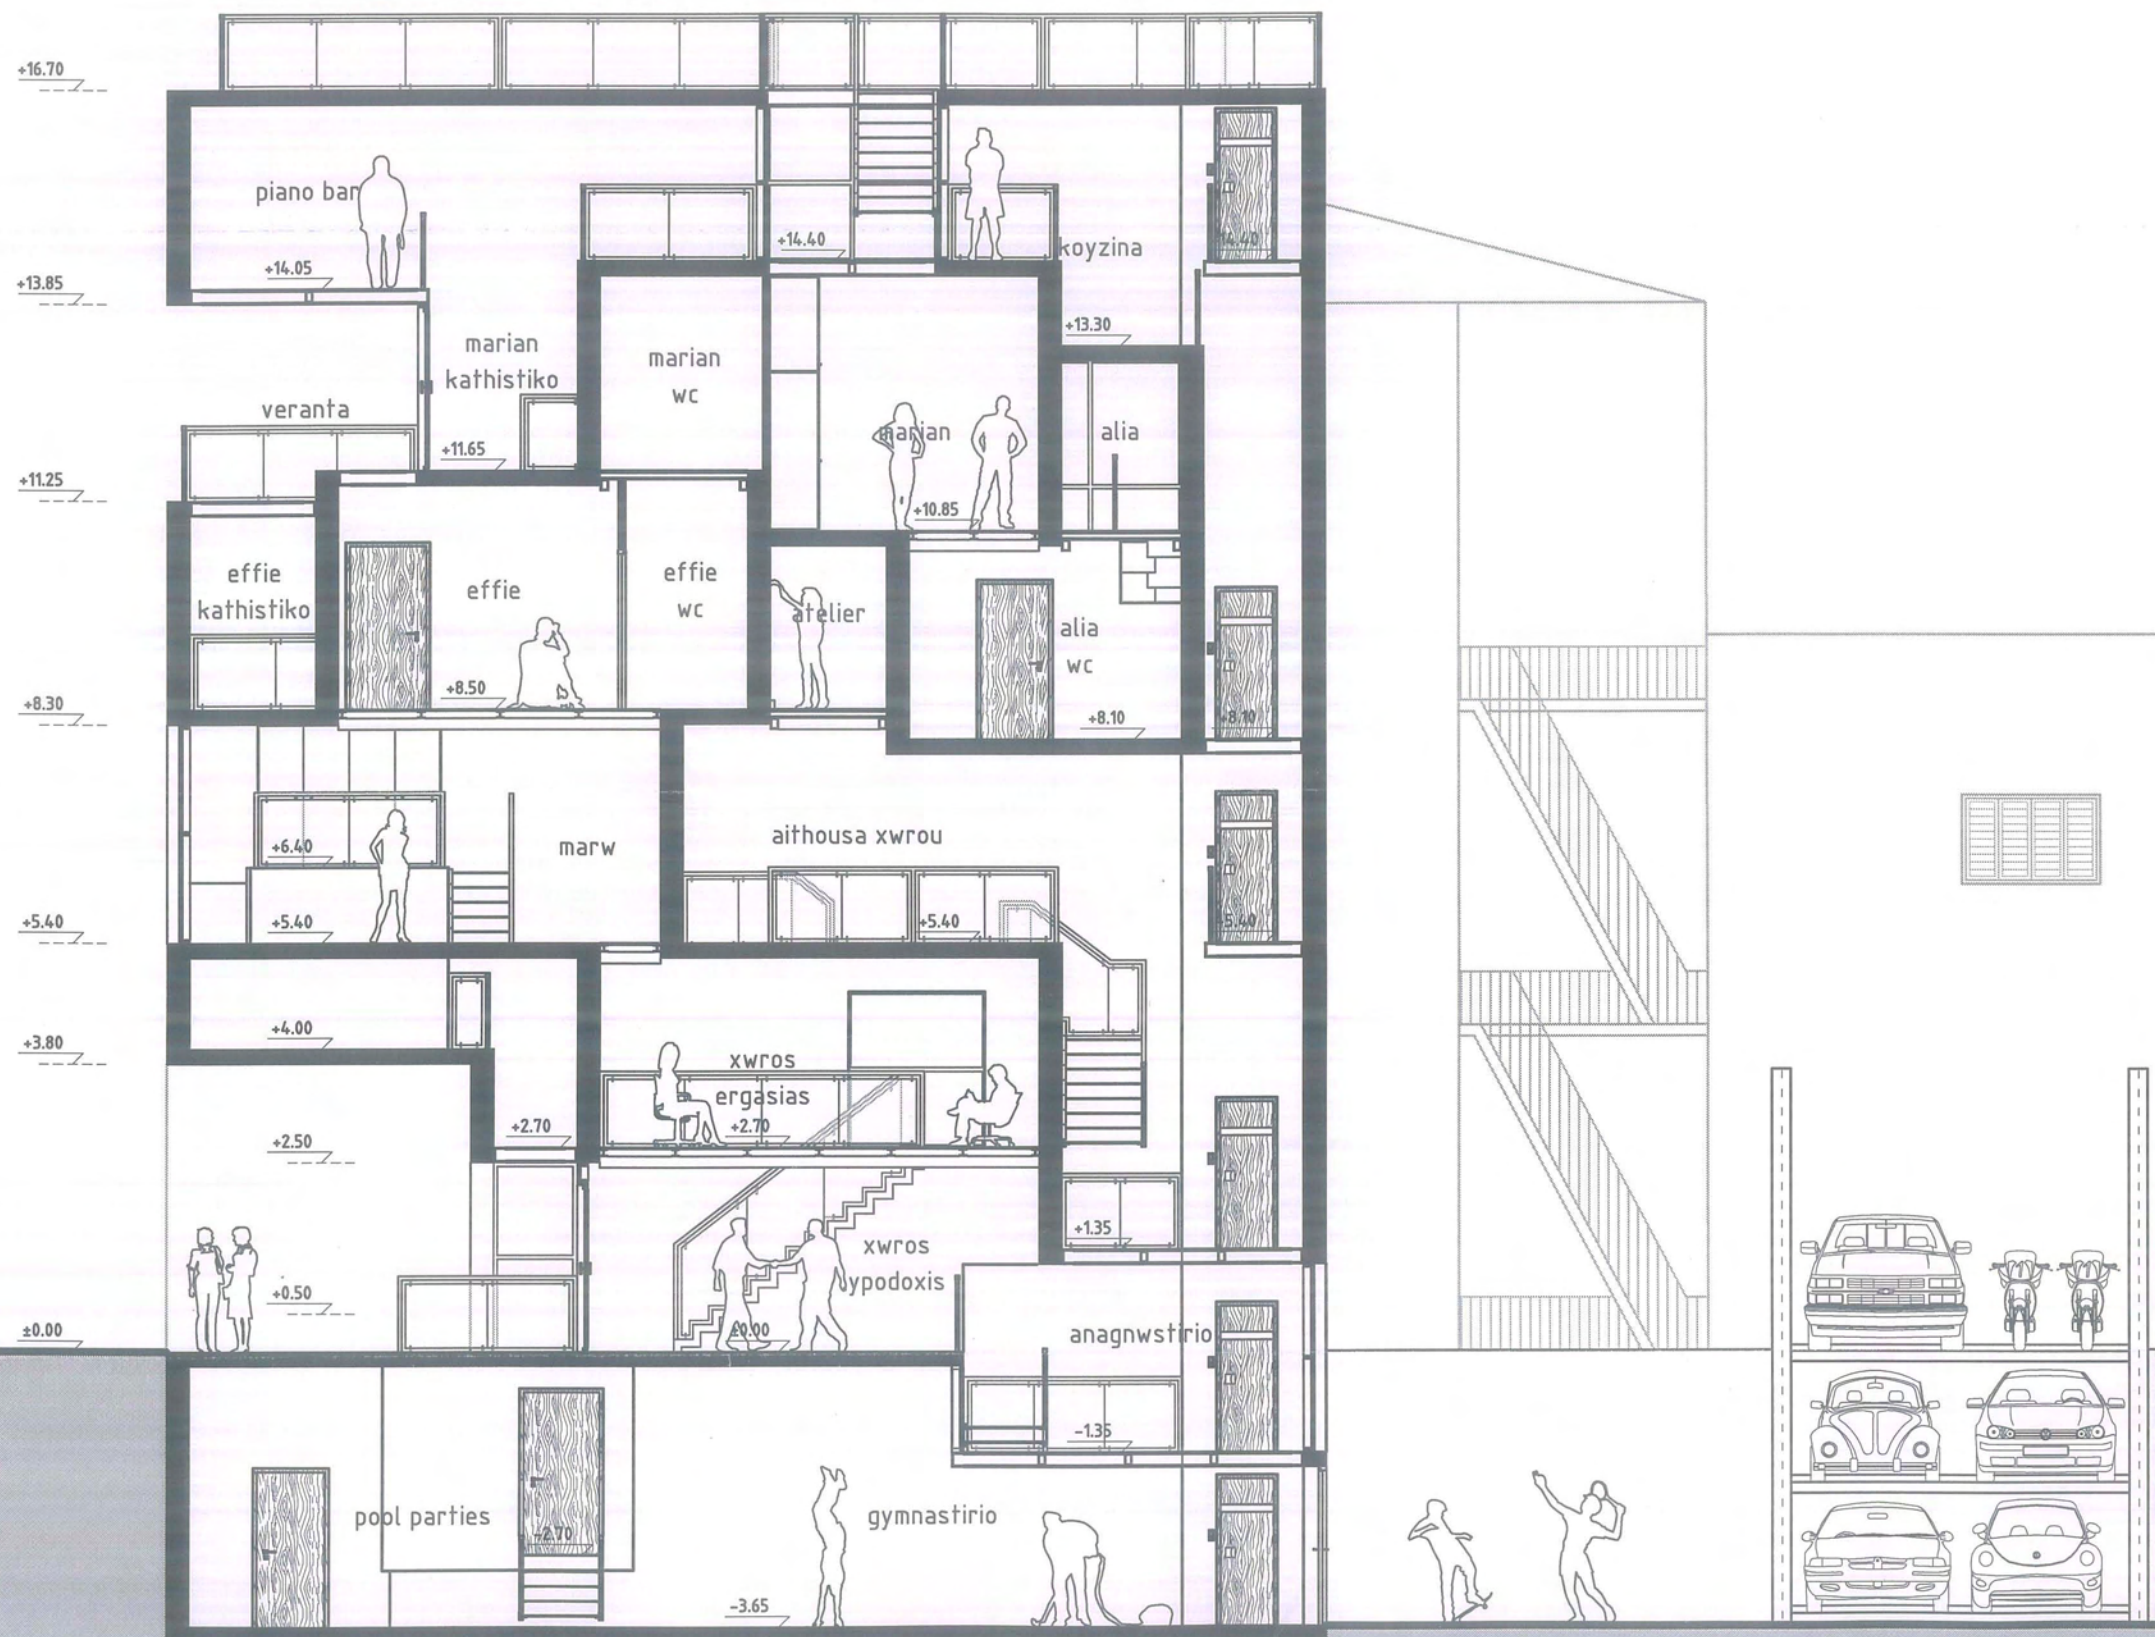 +16.70
piano bar
+14.40
koyzina
14.40
+14.05
+13.85
+13.30
marian
kathistiko
marian
wc
veranta
marian
alia
+11.65
+11.25
+10.85
effie
kathistiko
effie
effie
wc
atelier
alia
wc
+8.50
+8.30
+8.10
+8.10
aithousa xwrou
marw
+6.40
+5.40
+5.40
+5.40
+5.40
+4.00
+3.80
xwros
ergasias
+2.70
+2.70
+2.50
xwros
ypodoxis
+1.35
+0.50
±0.00
±0.00
anagnwstirio
-1.35
pool parties
-2.70
gymnastirio
-3.65